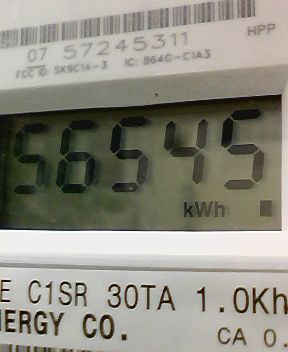 HPP
07 57245311
FCC ID: SK9C1A-3 IC: 864G-C1A3
56545
kWh
E C1SR 30TA 1.0Kh
NERGY CO. CA 0.